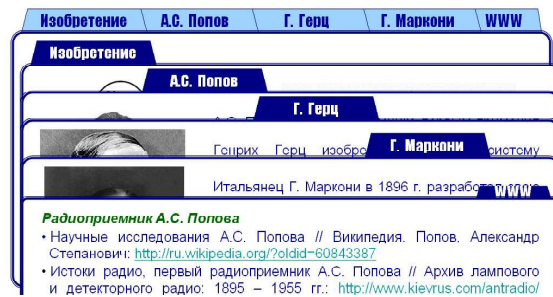 Изобретение А.С. Попов Г. Герц Г. Маркони WWW
Изобретение
А.С. Попов
Г. Герц
Генрих Герц систему
Г. Маркони
Итальянец Г. Маркони в 1896 г.
WWW
Радиоприемник А.С. Попова
• Научные исследования А.С. Попова // Википедия. Попов, Александр
Степанович: http://ru.wikipedia.org/?oldid=60843387
• Истоки радио, первый радиоприемник А.С. Попова // Архив лампового
и детекторного радио: 1895 – 1955 гг.: http://www.kievrus.com/antradio/